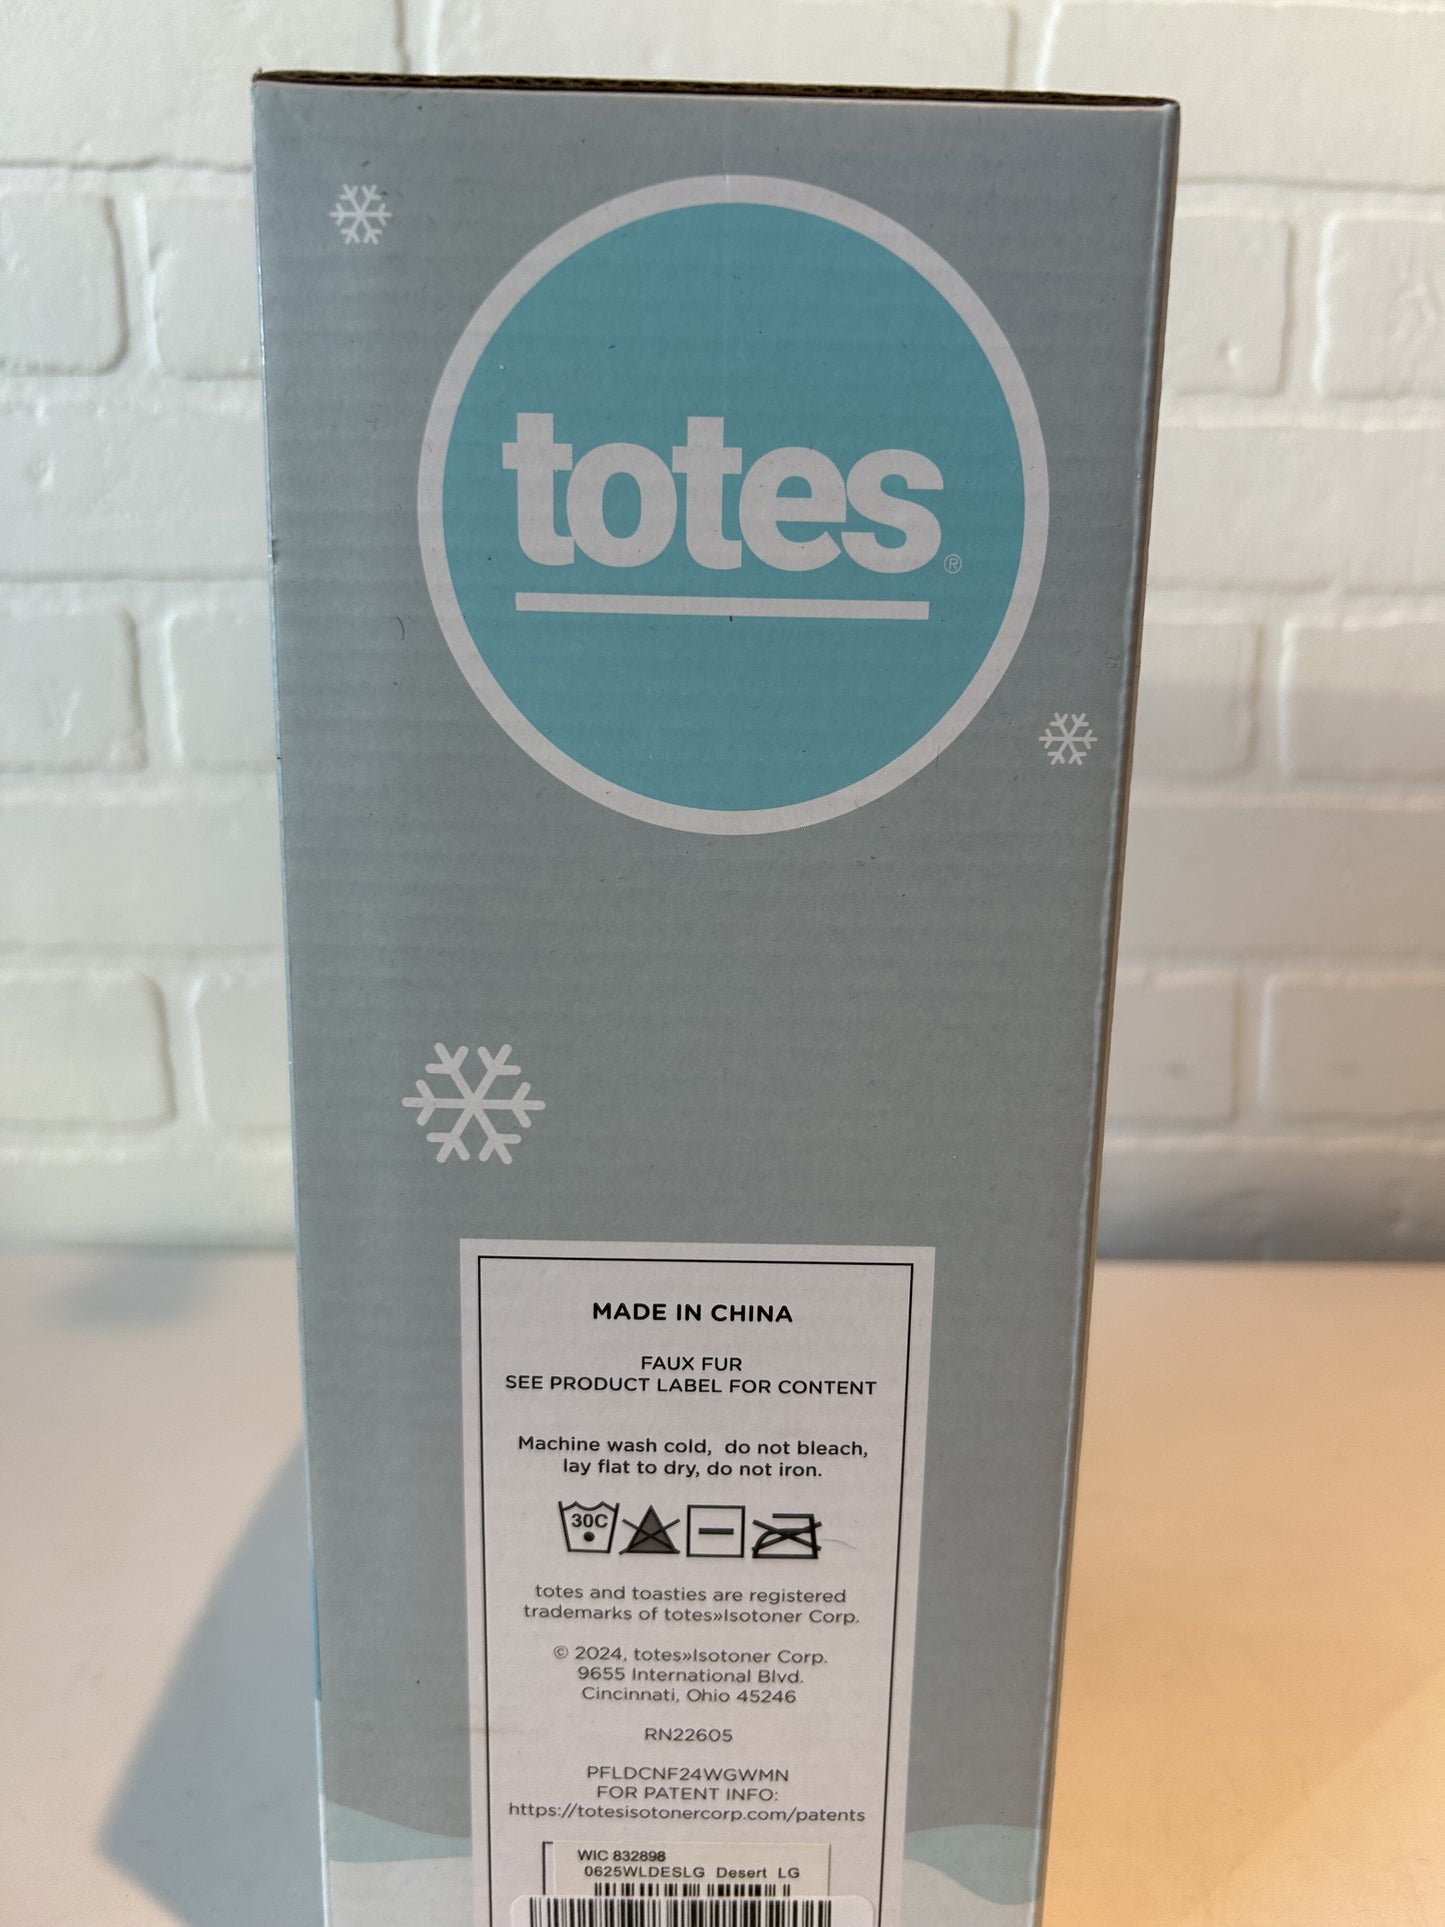 totes®
MADE IN CHINA
FAUX FUR
SEE PRODUCT LABEL FOR CONTENT
Machine wash cold, do not bleach,
lay flat to dry, do not iron.
30C
totes and toasties are registered
trademarks of totes»Isotoner Corp.
© 2024, totes»Isotoner Corp.
9655 International Blvd.
Cincinnati, Ohio 45246
RN22605
PFLDCNF24WGWMN
FOR PATENT INFO:
https://totesisotonercorp.com/patents
WIC 832898
0625WLDESLG Desert LG